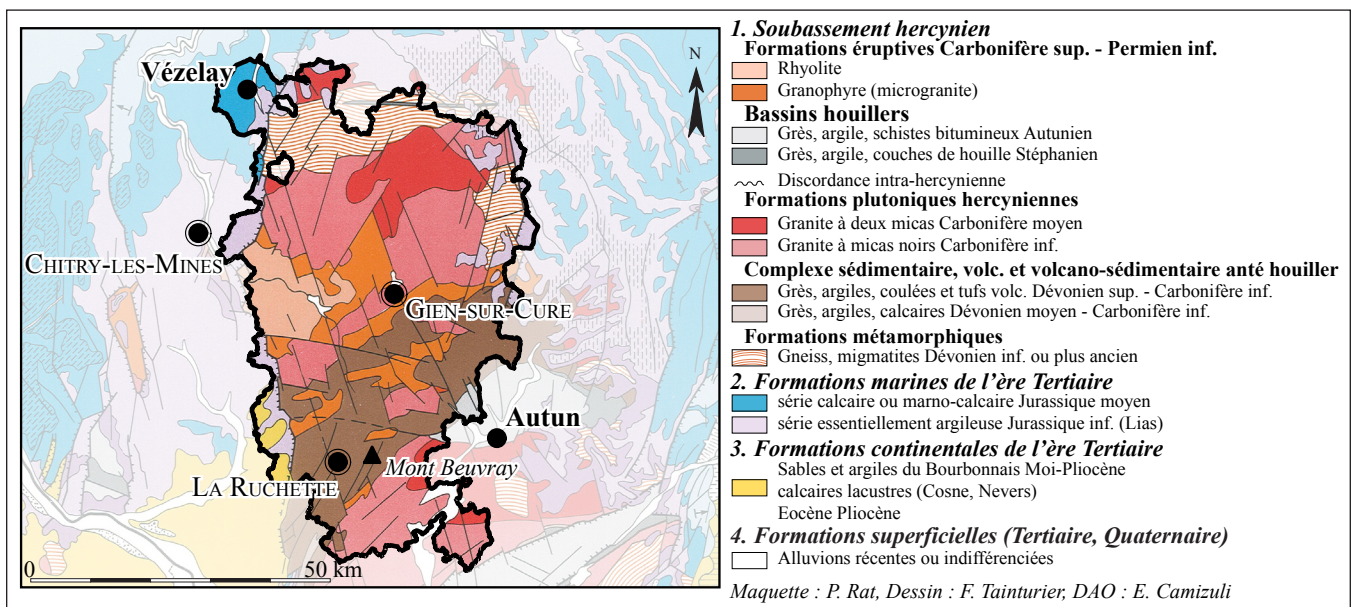 Vézelay
N
CHITRY-LES-MINES
GIEN-SUR-CURE
Autun
Mont Beuvray
LA RUCHETTE
0 50 km
1. Soubassement hercynien
Formations éruptives Carbonifère sup. - Permien inf.
Rhyolite
Granophyre (microgranite)
Bassins houillers
Grès, argile, schistes bitumineux Autunien
Grès, argile, couches de houille Stéphanien
Discordance intra-hercynienne
Formations plutoniques hercyniennes
Granite à deux micas Carbonifère moyen
Granite à micas noirs Carbonifère inf.
Complexe sédimentaire, volc. et volcano-sédimentaire anté houiller
Grès, argiles, coulées et tufs volc. Dévonien sup. - Carbonifère inf.
Grès, argiles, calcaires Dévonien moyen - Carbonifère inf.
Formations métamorphiques
Gneiss, migmatites Dévonien inf. ou plus ancien
2. Formations marines de l'ère Tertiaire
série calcaire ou marno-calcaire Jurassique moyen
série essentiellement argileuse Jurassique inf. (Lias)
3. Formations continentales de l'ère Tertiaire
Sables et argiles du Bourbonnais Moi-Pliocène
calcaires lacustres (Cosne, Nevers)
Eocène Pliocène
4. Formations superficielles (Tertiaire, Quaternaire)
Alluvions récentes ou indifférenciées
Maquette : P. Rat, Dessin : F. Tainturier, DAO : E. Camizuli